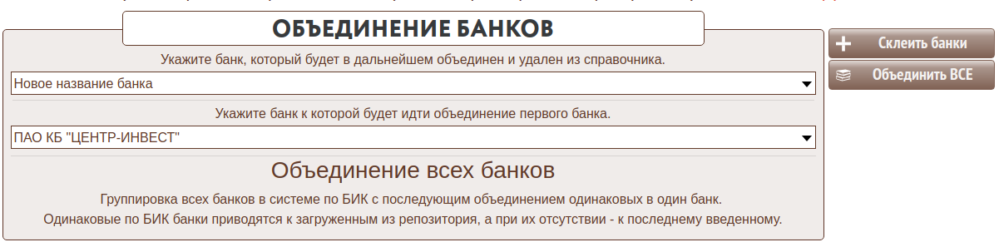 ОБЪЕДИНЕНИЕ БАНКОВ
Укажите банк, который будет в дальнейшем объединен и удален из справочника.
Новое название банка
Укажите банк к которой будет идти объединение первого банка.
ПАО КБ "ЦЕНТР-ИНВЕСТ"
Объединение всех банков
Группировка всех банков в системе по БИК с последующим объединением одинаковых в один банк.
Одинаковые по БИК банки приводятся к загруженным из репозитория, а при их отсутствии - к последнему введенному.
Склеить банки
Объединить ВСЕ